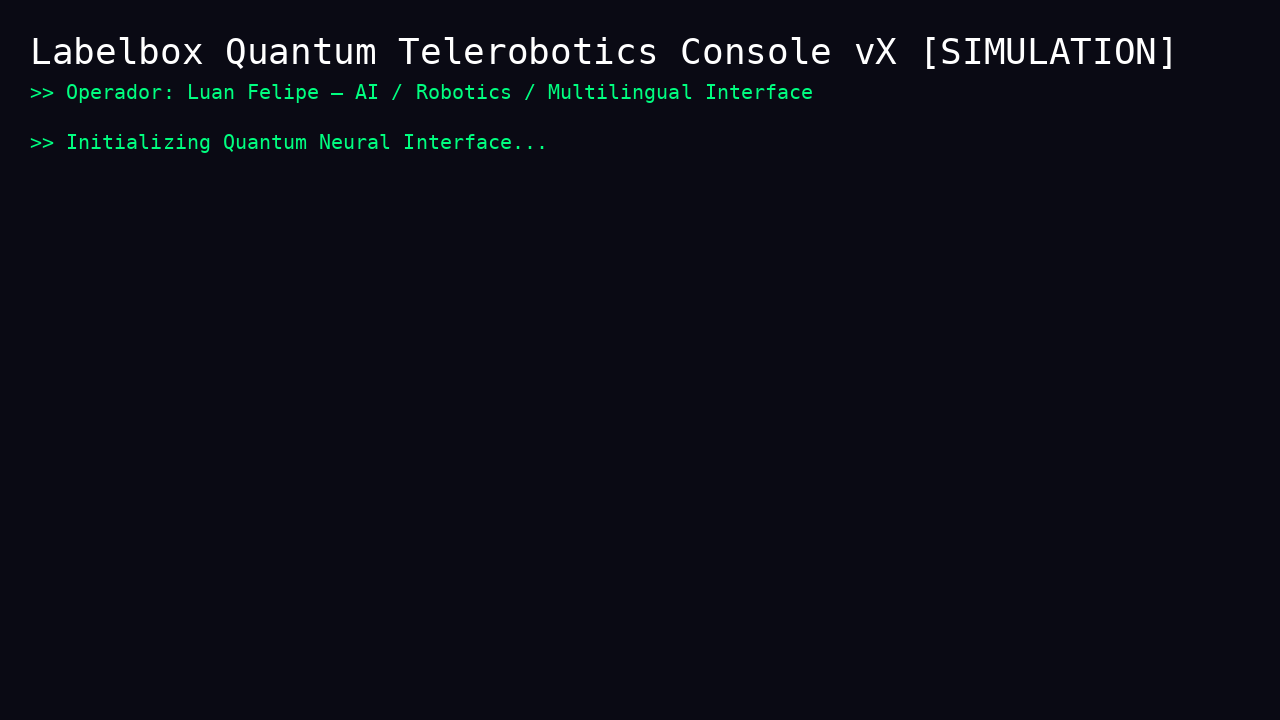 Labelbox Quantum Telerobotics Console vX [SIMULATION]
>> Operador: Luan Felipe — AI / Robotics / Multilingual Interface
>> Initializing Quantum Neural Interface...